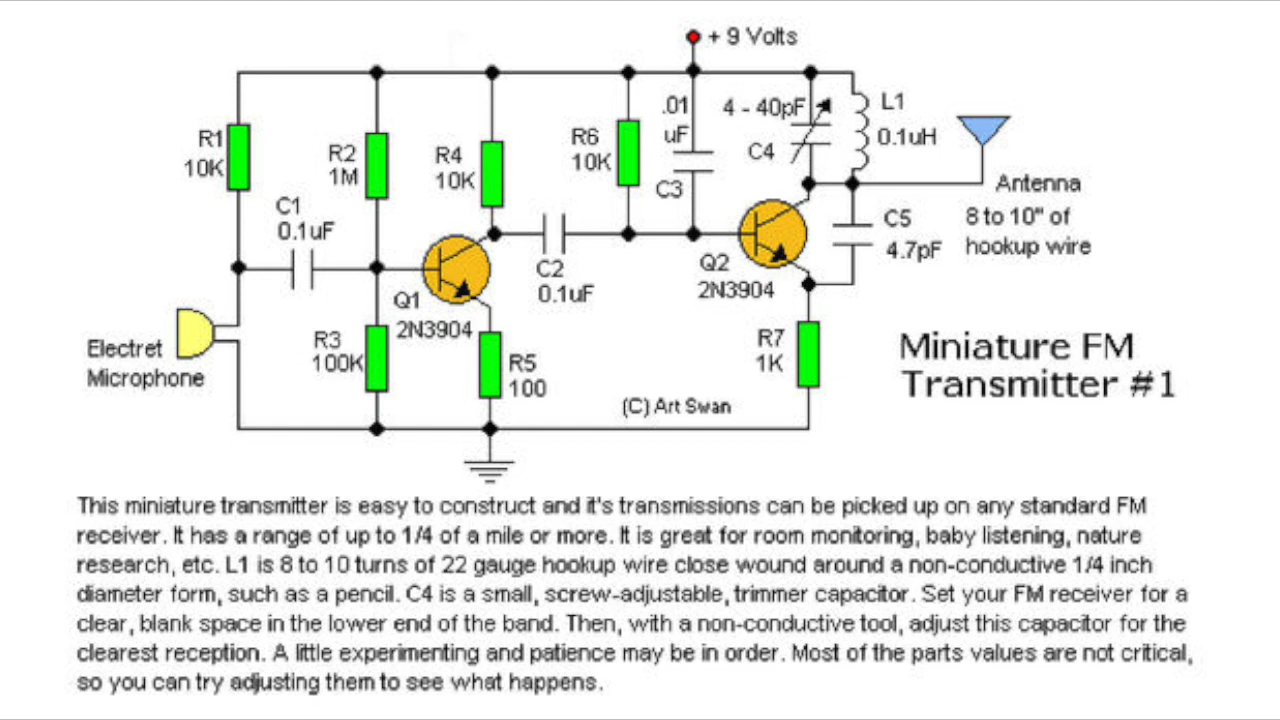 + 9 Volts
R1
10K
R2
1M
R4
10K
R6
10K
.01
uF
C3
4 - 40pF
C4
L1
0.1uH
Antenna
8 to 10" of
hookup wire
C1
0.1uF
C2
0.1uF
C5
4.7pF
Q1
2N3904
Q2
2N3904
Electret
Microphone
R3
100K
R5
100
R7
1K
(C) Art Swan
Miniature FM
Transmitter #1
This miniature transmitter is easy to construct and it's transmissions can be picked up on any standard FM
receiver. It has a range of up to 1/4 of a mile or more. It is great for room monitoring, baby listening, nature
research, etc. L1 is 8 to 10 turns of 22 gauge hookup wire close wound around a non-conductive 1/4 inch
diameter form, such as a pencil. C4 is a small, screw-adjustable, trimmer capacitor. Set your FM receiver for a
clear, blank space in the lower end of the band. Then, with a non-conductive tool, adjust this capacitor for the
clearest reception. A little experimenting and patience may be in order. Most of the parts values are not critical,
so you can try adjusting them to see what happens.